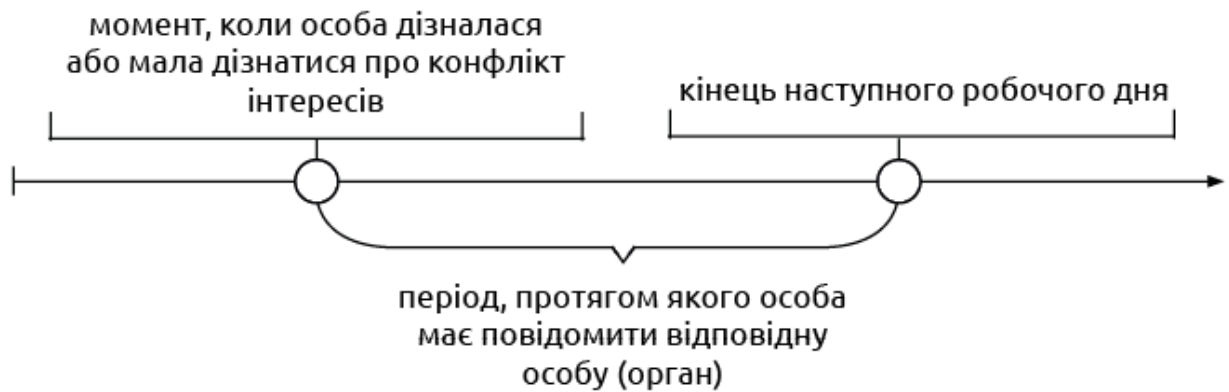 момент, коли особа дізналася
або мала дізнатися про конфлікт
інтересів
кінець наступного робочого дня
період, протягом якого особа
має повідомити відповідну
особу (орган)